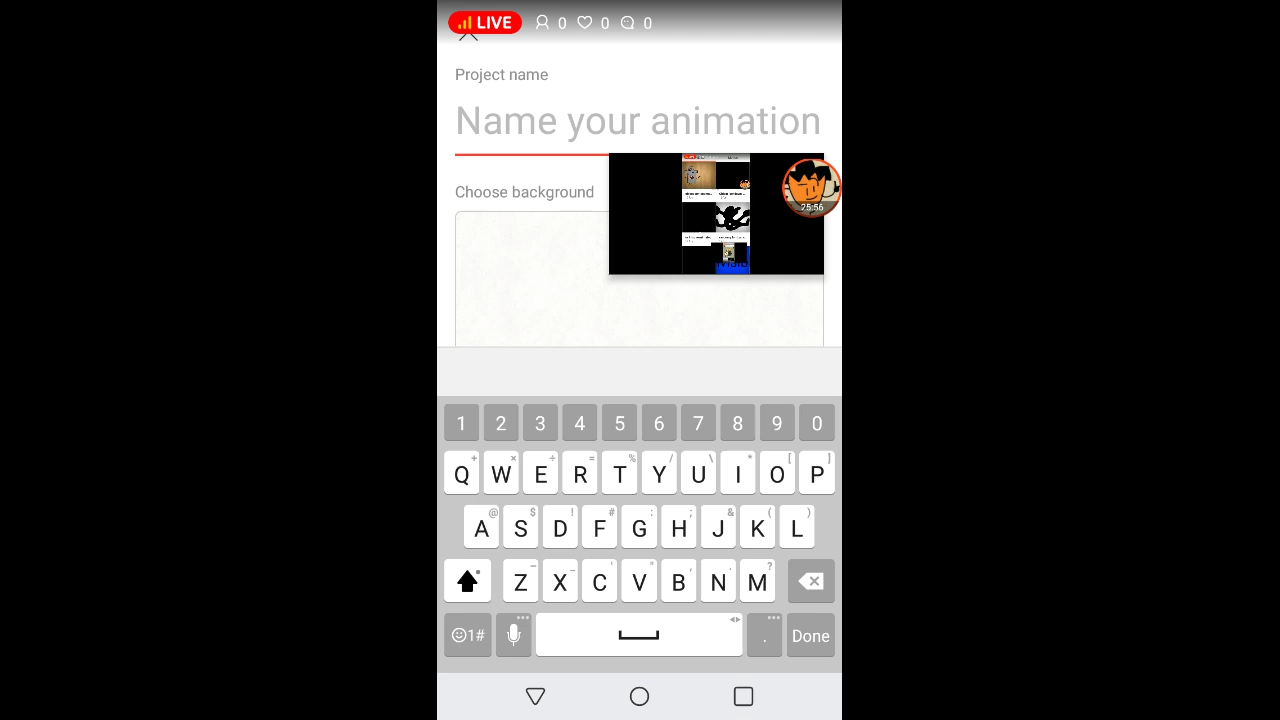 LIVE 0 0 0
Project name
Name your animation
Choose background
25:56
1 2 3 4 5 6 7 8 9 0
+ × ÷ = % / \ * [ ]
Q W E R T Y U I O P
@ $ ! # : ; & ( )
A S D F G H J K L
Z X C V B N M
1#
.
Done